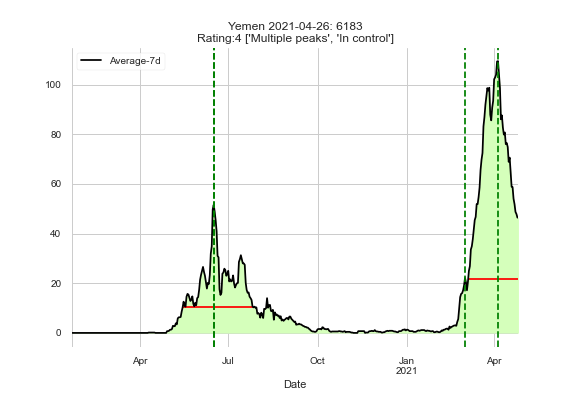 Yemen 2021-04-26: 6183
Rating:4 ['Multiple peaks', 'In control']
Average-7d
100
80
60
40
20
0
Apr
Jul
Oct
Jan
2021
Apr
Date